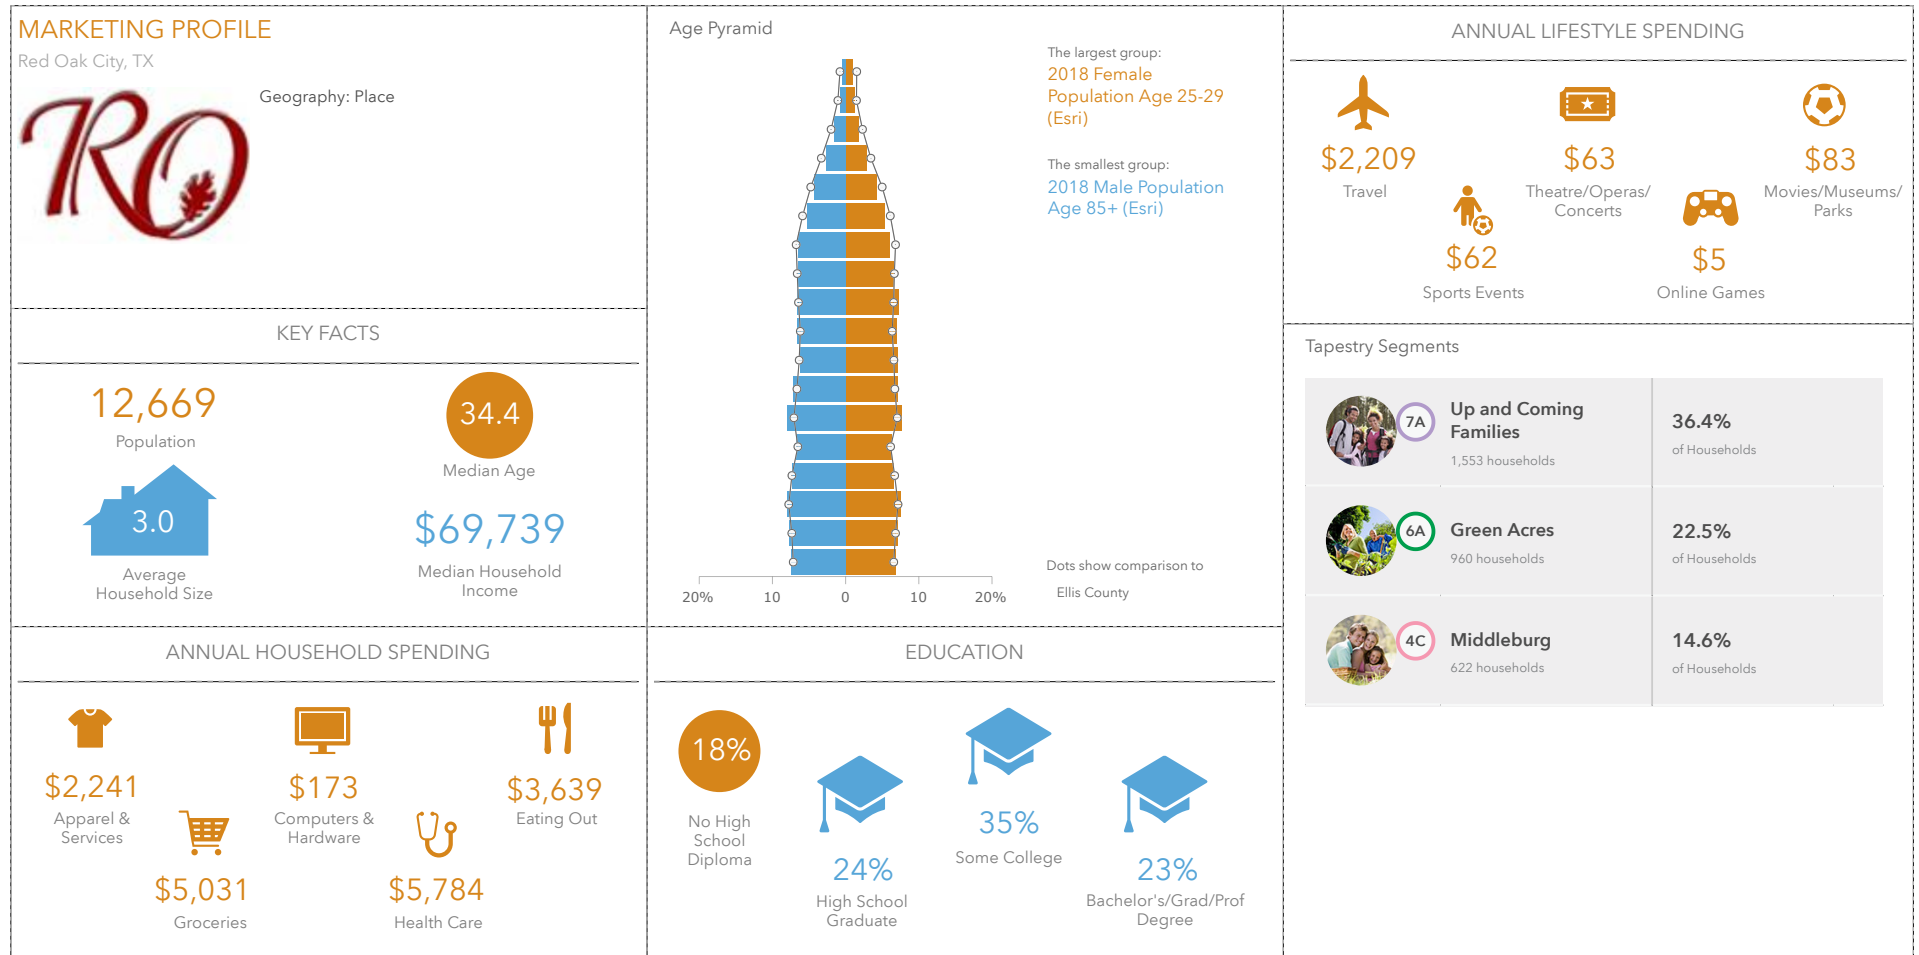 MARKETING PROFILE
Red Oak City, TX
RO
Geography: Place
KEY FACTS
12,669
Population
34.4
Median Age
3.0
Average
Household Size
$69,739
Median Household
Income
ANNUAL HOUSEHOLD SPENDING
$2,241
Apparel &
Services
$173
Computers &
Hardware
$3,639
Eating Out
$5,031
Groceries
$5,784
Health Care
Age Pyramid
The largest group:
2018 Female
Population Age 25-29
(Esri)
The smallest group:
2018 Male Population
Age 85+ (Esri)
Dots show comparison to
Ellis County
20% 10 0 10 20%
EDUCATION
18%
No High
School
Diploma
24%
High School
Graduate
35%
Some College
23%
Bachelor's/Grad/Prof
Degree
ANNUAL LIFESTYLE SPENDING
$2,209
Travel
$63
Theatre/Operas/
Concerts
$83
Movies/Museums/
Parks
$62
Sports Events
$5
Online Games
Tapestry Segments
7A
Up and Coming
Families
1,553 households
36.4%
of Households
6A
Green Acres
960 households
22.5%
of Households
4C
Middleburg
622 households
14.6%
of Households